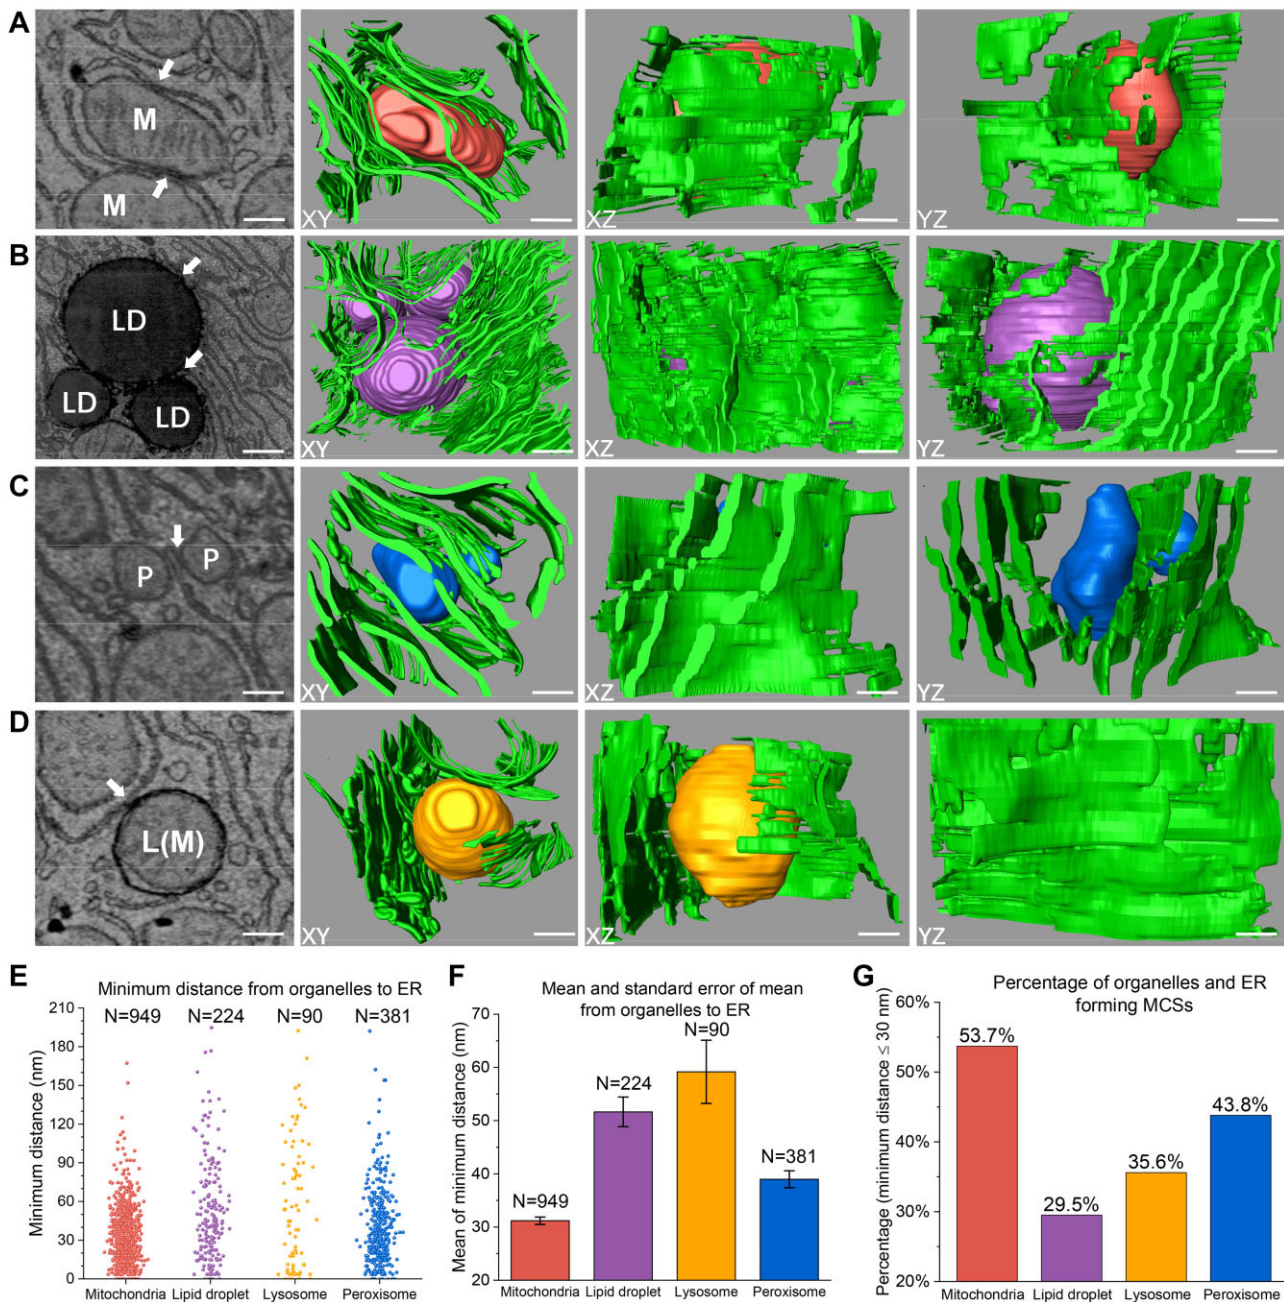 A
M
M
XY
XZ
YZ
B
LD
LD
LD
XY
XZ
YZ
C
P
P
XY
XZ
YZ
D
L(M)
XY
XZ
YZ
E
Minimum distance from organelles to ER
N=949
N=224
N=90
N=381
Minimum distance (nm)
210
180
150
120
90
60
30
0
Mitochondria
Lipid droplet
Lysosome
Peroxisome
F
Mean and standard error of mean
from organelles to ER
N=90
N=224
N=381
N=949
Mean of minimum distance (nm)
70
60
50
40
30
20
Mitochondria
Lipid droplet
Lysosome
Peroxisome
G
Percentage of organelles and ER
forming MCSs
Percentage (minimum distance ≤ 30 nm)
60%
50%
40%
30%
20%
53.7%
29.5%
35.6%
43.8%
Mitochondria
Lipid droplet
Lysosome
Peroxisome